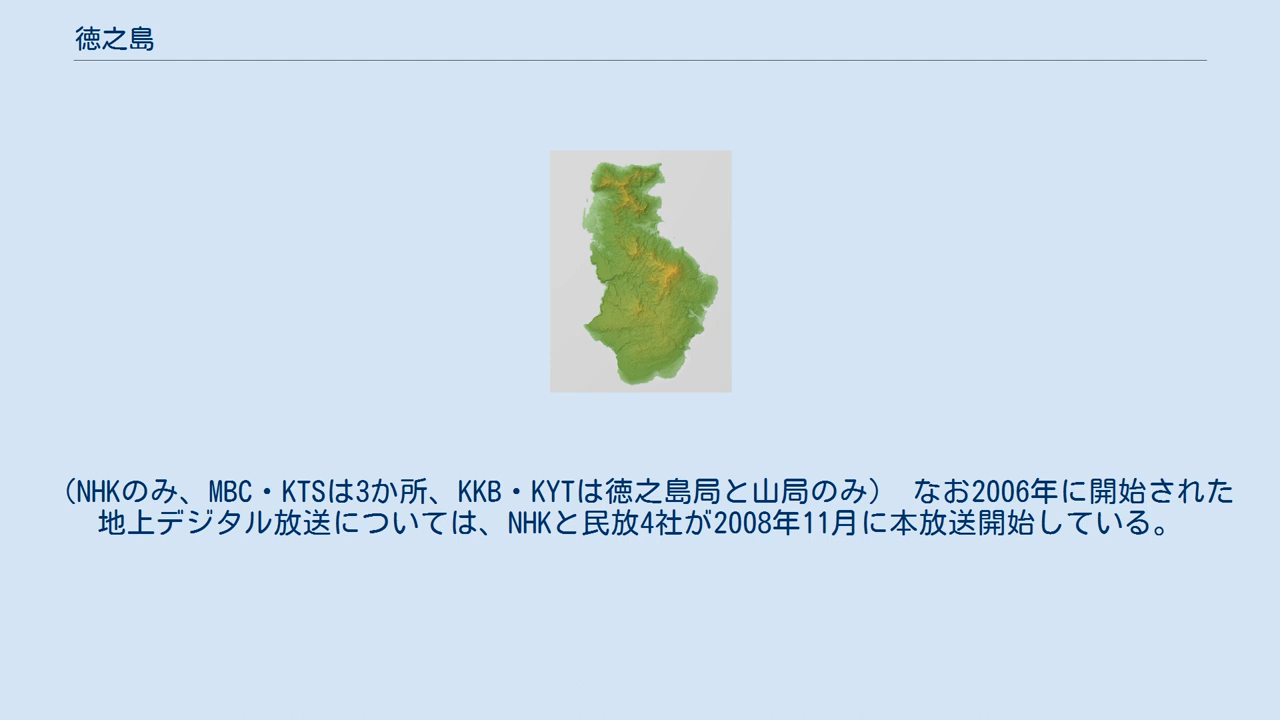 徳之島
（NHKのみ、MBC・KTSは3か所、KKB・KYTは徳之島局と山局のみ）　なお2006年に開始された
地上デジタル放送については、NHKと民放4社が2008年11月に本放送開始している。